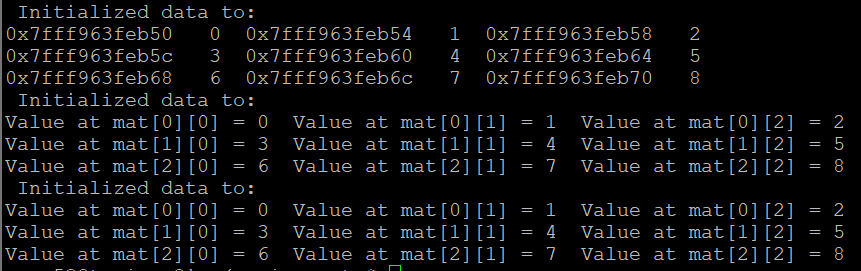 Initialized data to:
0x7fff963feb50   0  0x7fff963feb54   1  0x7fff963feb58   2
0x7fff963feb5c   3  0x7fff963feb60   4  0x7fff963feb64   5
0x7fff963feb68   6  0x7fff963feb6c   7  0x7fff963feb70   8
Initialized data to:
Value at mat[0][0] = 0  Value at mat[0][1] = 1  Value at mat[0][2] = 2
Value at mat[1][0] = 3  Value at mat[1][1] = 4  Value at mat[1][2] = 5
Value at mat[2][0] = 6  Value at mat[2][1] = 7  Value at mat[2][2] = 8
Initialized data to:
Value at mat[0][0] = 0  Value at mat[0][1] = 1  Value at mat[0][2] = 2
Value at mat[1][0] = 3  Value at mat[1][1] = 4  Value at mat[1][2] = 5
Value at mat[2][0] = 6  Value at mat[2][1] = 7  Value at mat[2][2] = 8